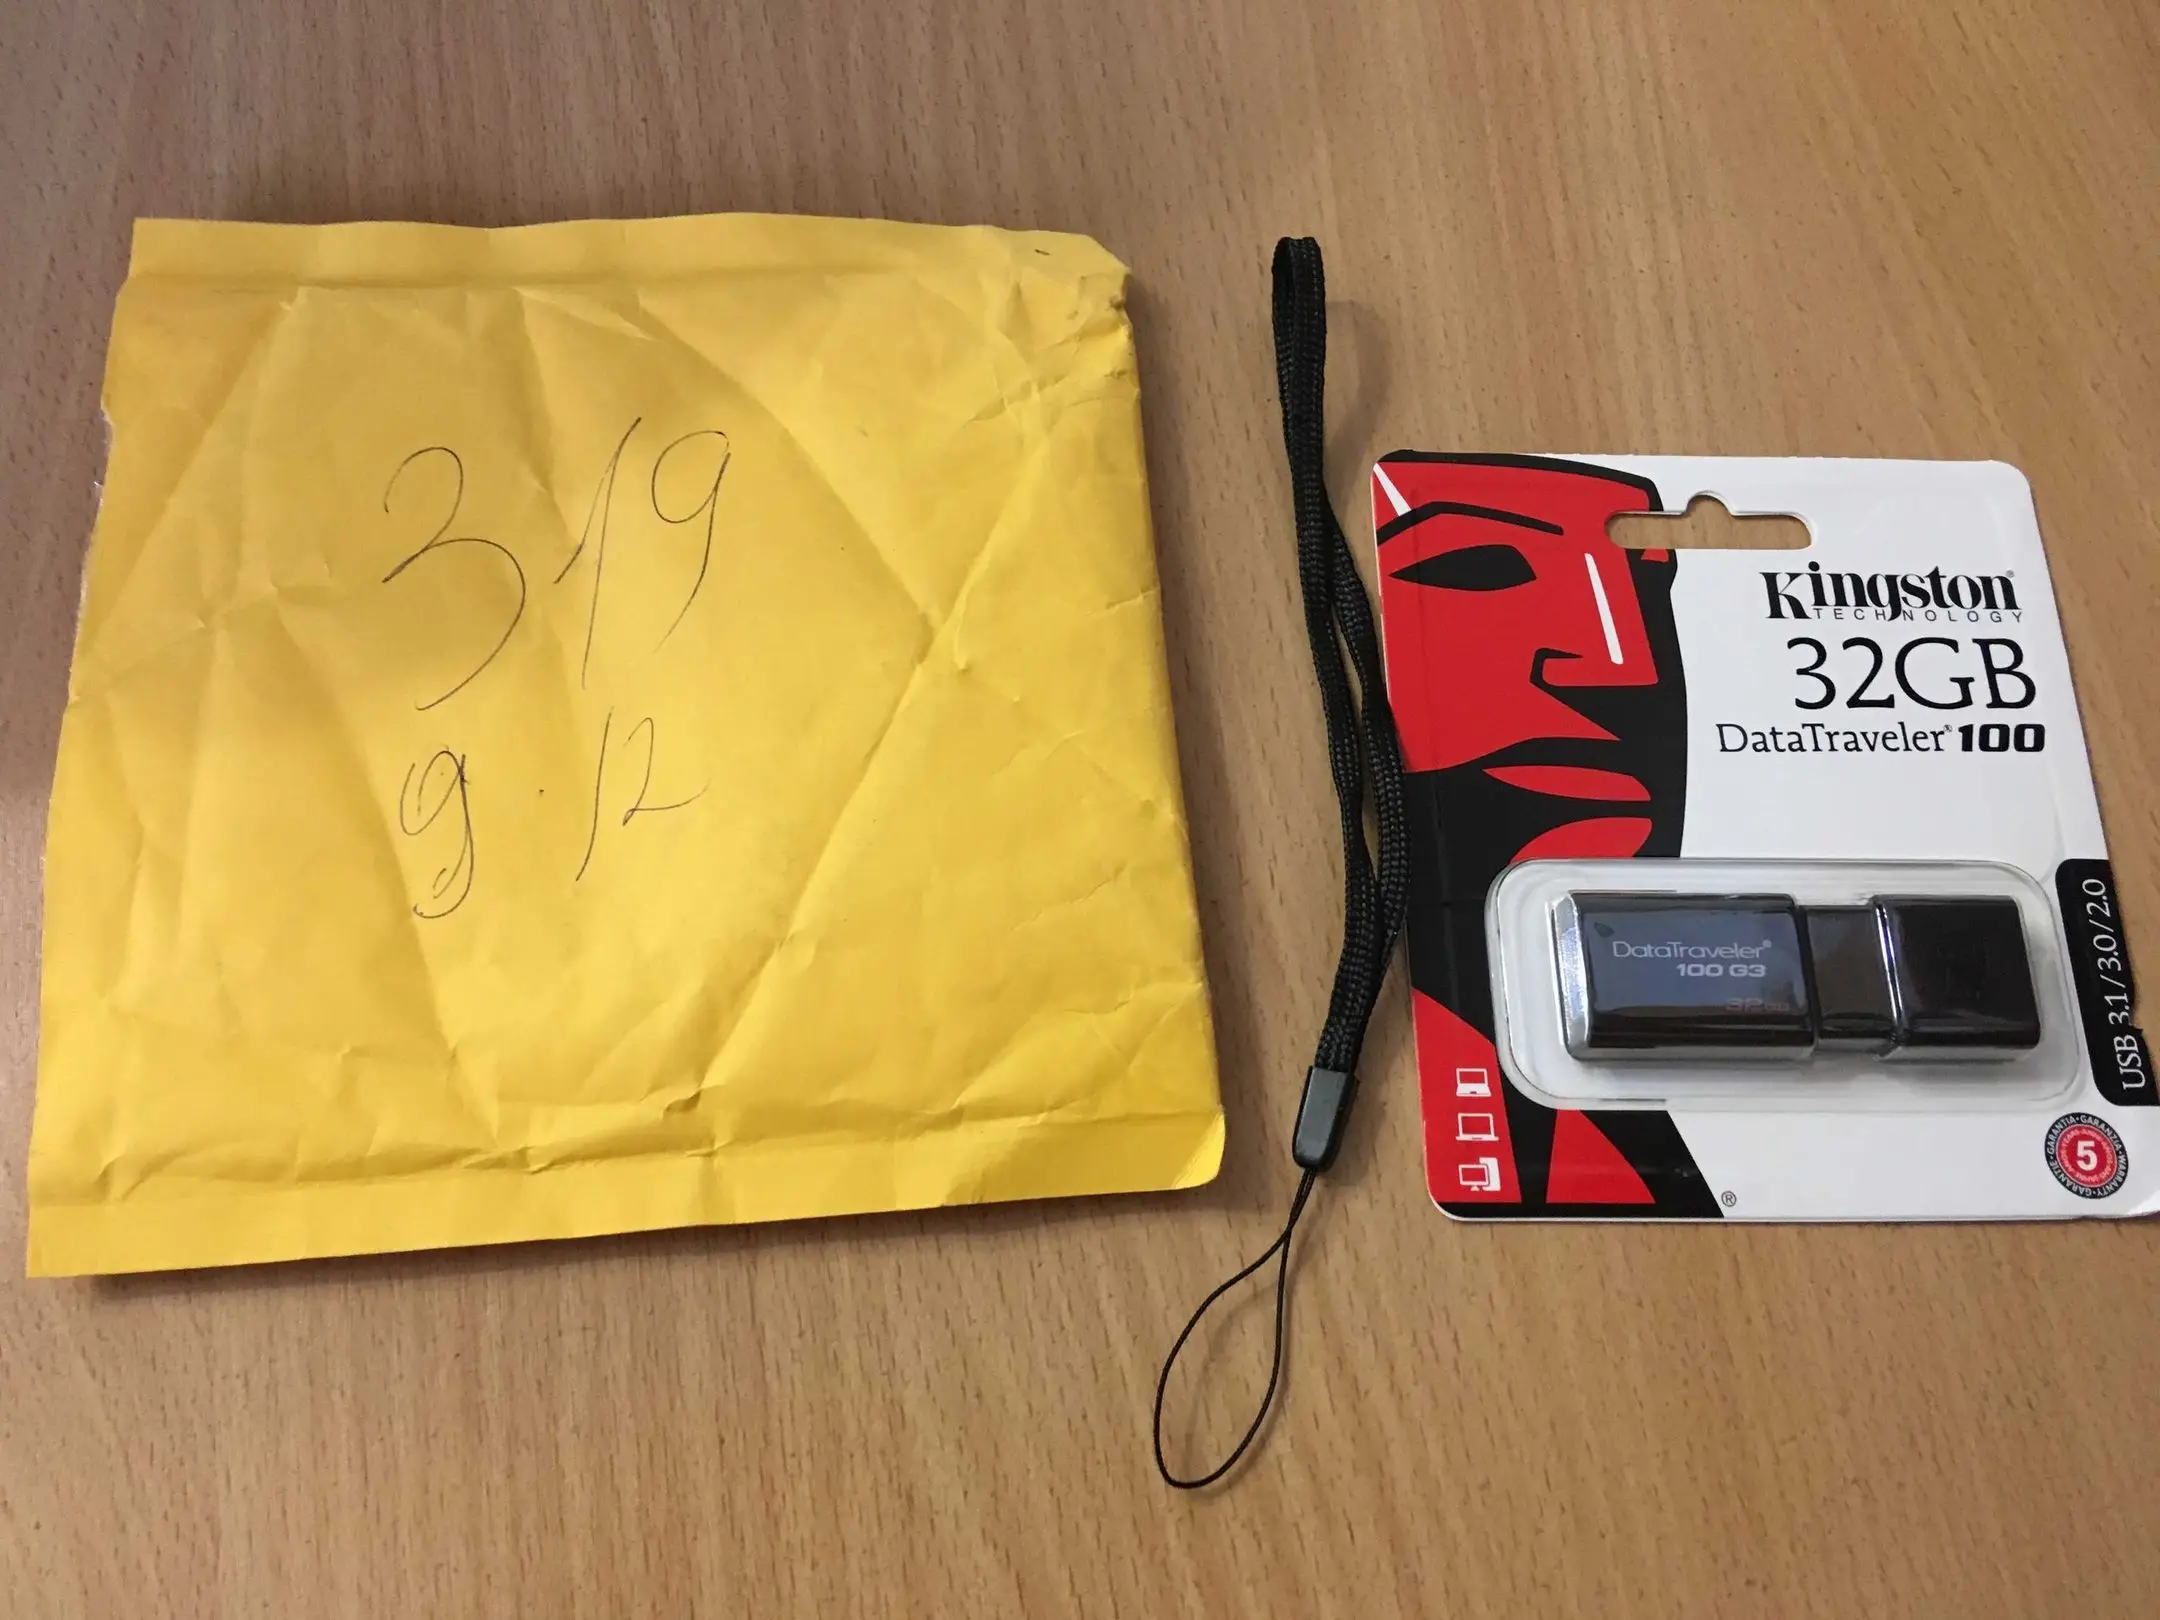 319
9.12
Kingston®
TECHNOLOGY
32GB
DataTraveler® 100
DataTraveler®
100 G3
32GB
USB 3.1/3.0/2.0
5
®